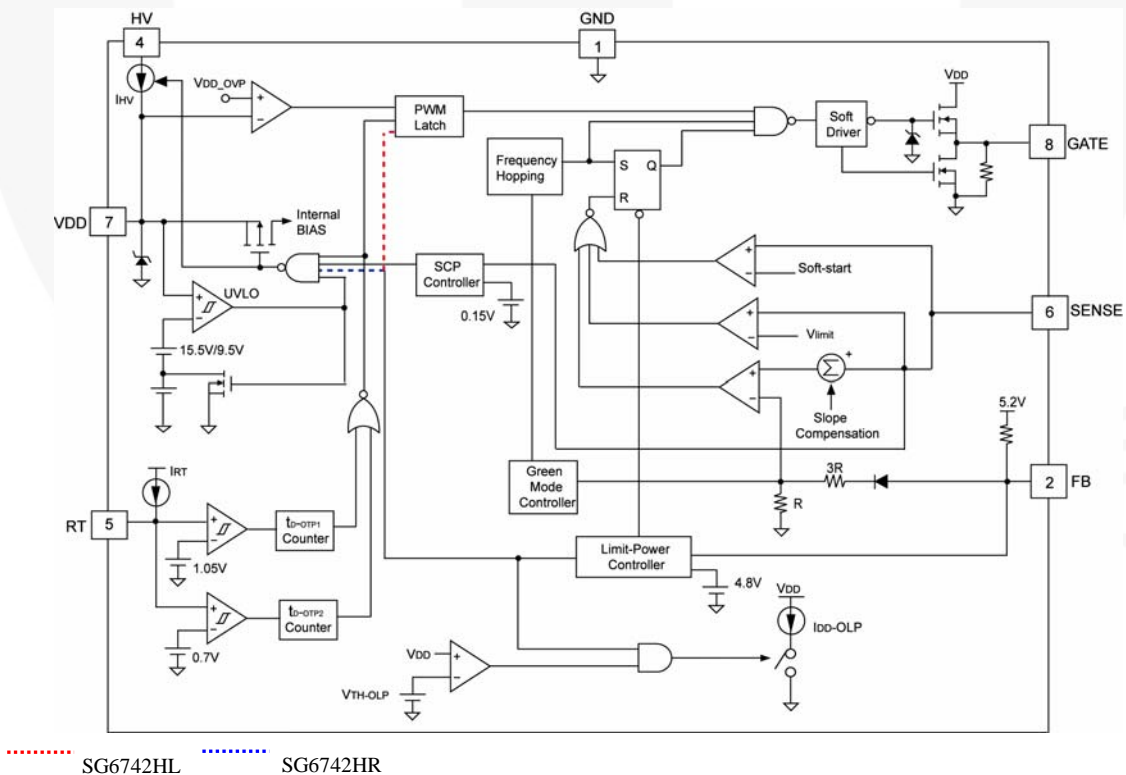 HV
4
GND
1
IHV
VDD_OVP
+
−
PWM
Latch
VDD
Soft
Driver
8
GATE
Frequency
Hopping
S
Q
R
VDD
7
Internal
BIAS
SCP
Controller
0.15V
+
−
Soft-start
UVLO
+
−
15.5V/9.5V
6
SENSE
+
−
Vlimit
+
−
Σ
+
Slope
Compensation
5.2V
IRT
Green
Mode
Controller
3R
R
2
FB
RT
5
+
−
tD-OTP1
Counter
1.05V
Limit-Power
Controller
4.8V
+
−
tD-OTP2
Counter
0.7V
VDD
IDD-OLP
VDD
+
−
VTH-OLP
SG6742HL
SG6742HR